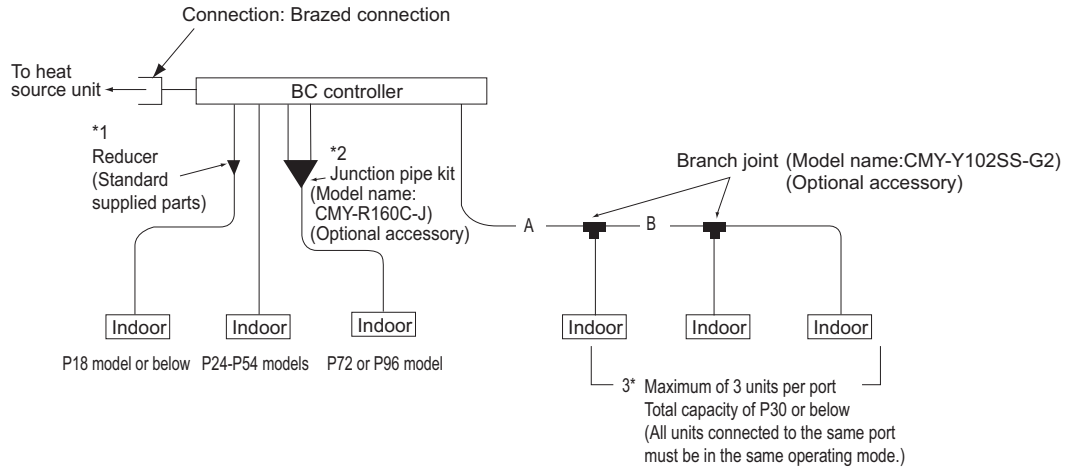 Connection: Brazed connection
To heat
source unit
BC controller
*1
Reducer
(Standard
supplied parts)
*2
Junction pipe kit
(Model name:
CMY-R160C-J)
(Optional accessory)
Branch joint (Model name:CMY-Y102SS-G2)
(Optional accessory)
A
B
Indoor
Indoor
Indoor
Indoor
Indoor
Indoor
P18 model or below
P24-P54 models
P72 or P96 model
3* Maximum of 3 units per port
Total capacity of P30 or below
(All units connected to the same port
must be in the same operating mode.)